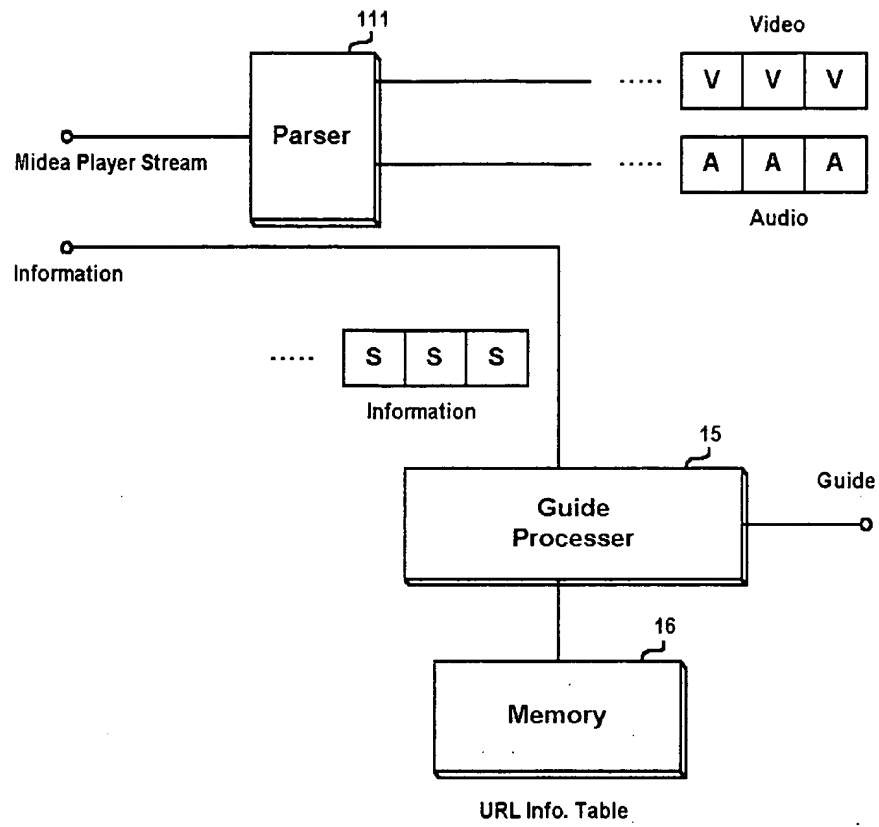 111
Video
Parser
..... V V V
Midea Player Stream
..... A A A
Audio
Information
..... S S S
Information
15
Guide
Guide
Processer
16
Memory
URL Info. Table